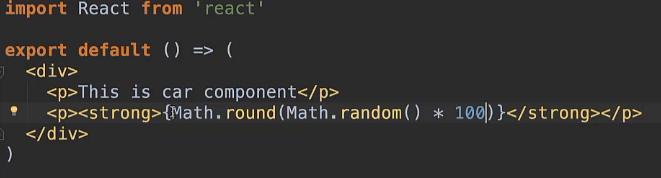 import React from 'react'
export default () => (
<div>
<p>This is car component</p>
<p><strong>{Math.round(Math.random() * 100)}</strong></p>
</div>
)